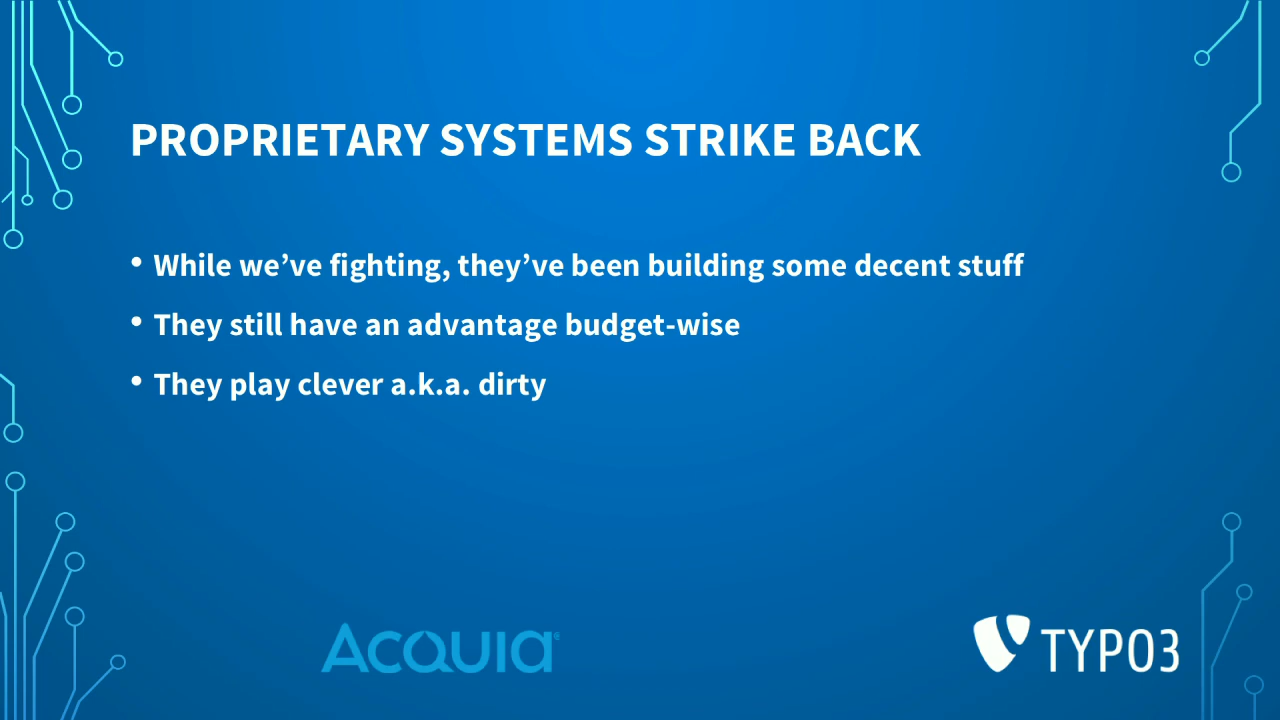 PROPRIETARY SYSTEMS STRIKE BACK
• While we’ve fighting, they’ve been building some decent stuff
• They still have an advantage budget-wise
• They play clever a.k.a. dirty
ACQUIA®
TYPO3